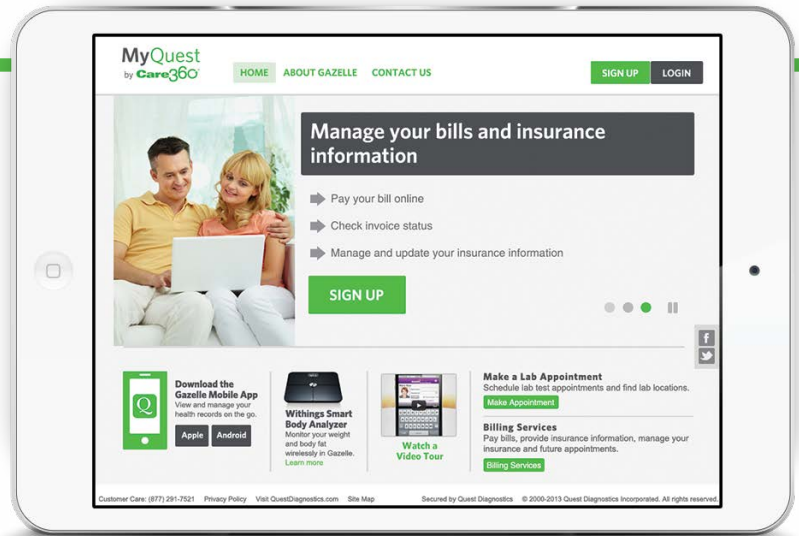 MyQuest
by Care360
HOME
ABOUT GAZELLE
CONTACT US
SIGN UP
LOGIN
Manage your bills and insurance
information
Pay your bill online
Check invoice status
Manage and update your insurance information
SIGN UP
f
Download the
Gazelle Mobile App
View and manage your
health records on the go.
Apple
Android
Q
Withings Smart
Body Analyzer
Monitor your weight
and body fat
wirelessly in Gazelle.
Learn more
Watch a
Video Tour
Make a Lab Appointment
Schedule lab test appointments and find lab locations.
Make Appointment
Billing Services
Pay bills, provide insurance information, manage your
insurance and future appointments.
Billing Services
Customer Care: (877) 291-7521 Privacy Policy Visit QuestDiagnostics.com Site Map Secured by Quest Diagnostics © 2000-2013 Quest Diagnostics Incorporated. All rights reserved.